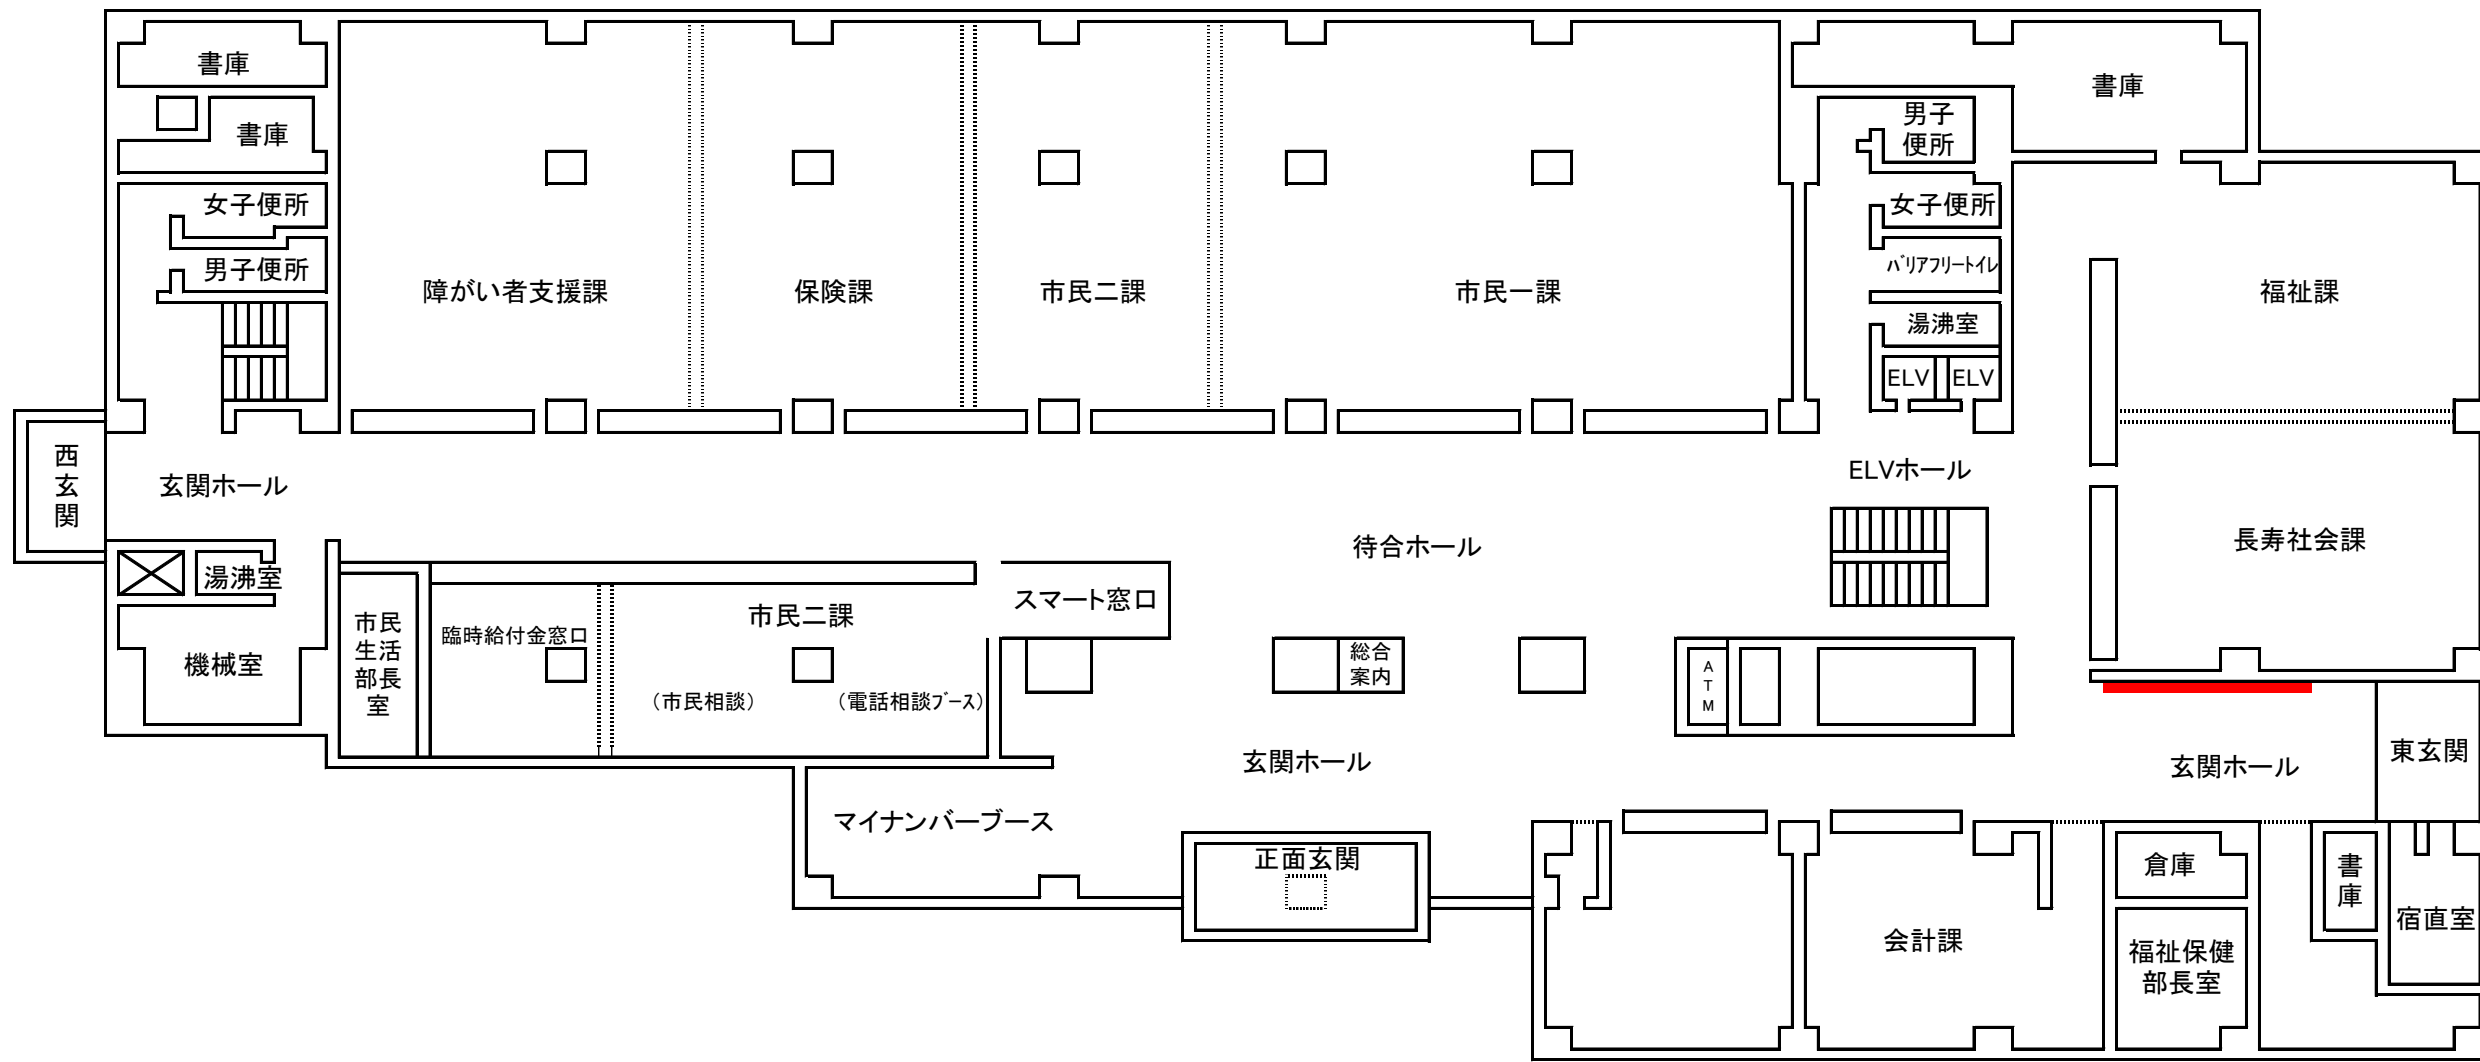 書庫
書庫
書庫
男子
便所
女子便所
女子便所
男子便所
バリアフリートイレ
障がい者支援課
保険課
市民二課
市民一課
福祉課
湯沸室
ELV
ELV
西
玄
関
玄関ホール
ELVホール
待合ホール
長寿社会課
湯沸室
スマート窓口
市民
生活
部長
室
臨時給付金窓口
市民二課
機械室
(市民相談)
(電話相談ブース)
総合
案内
A
T
M
玄関ホール
玄関ホール
東玄関
マイナンバーブース
正面玄関
倉庫
書
庫
宿直室
会計課
福祉保健
部長室